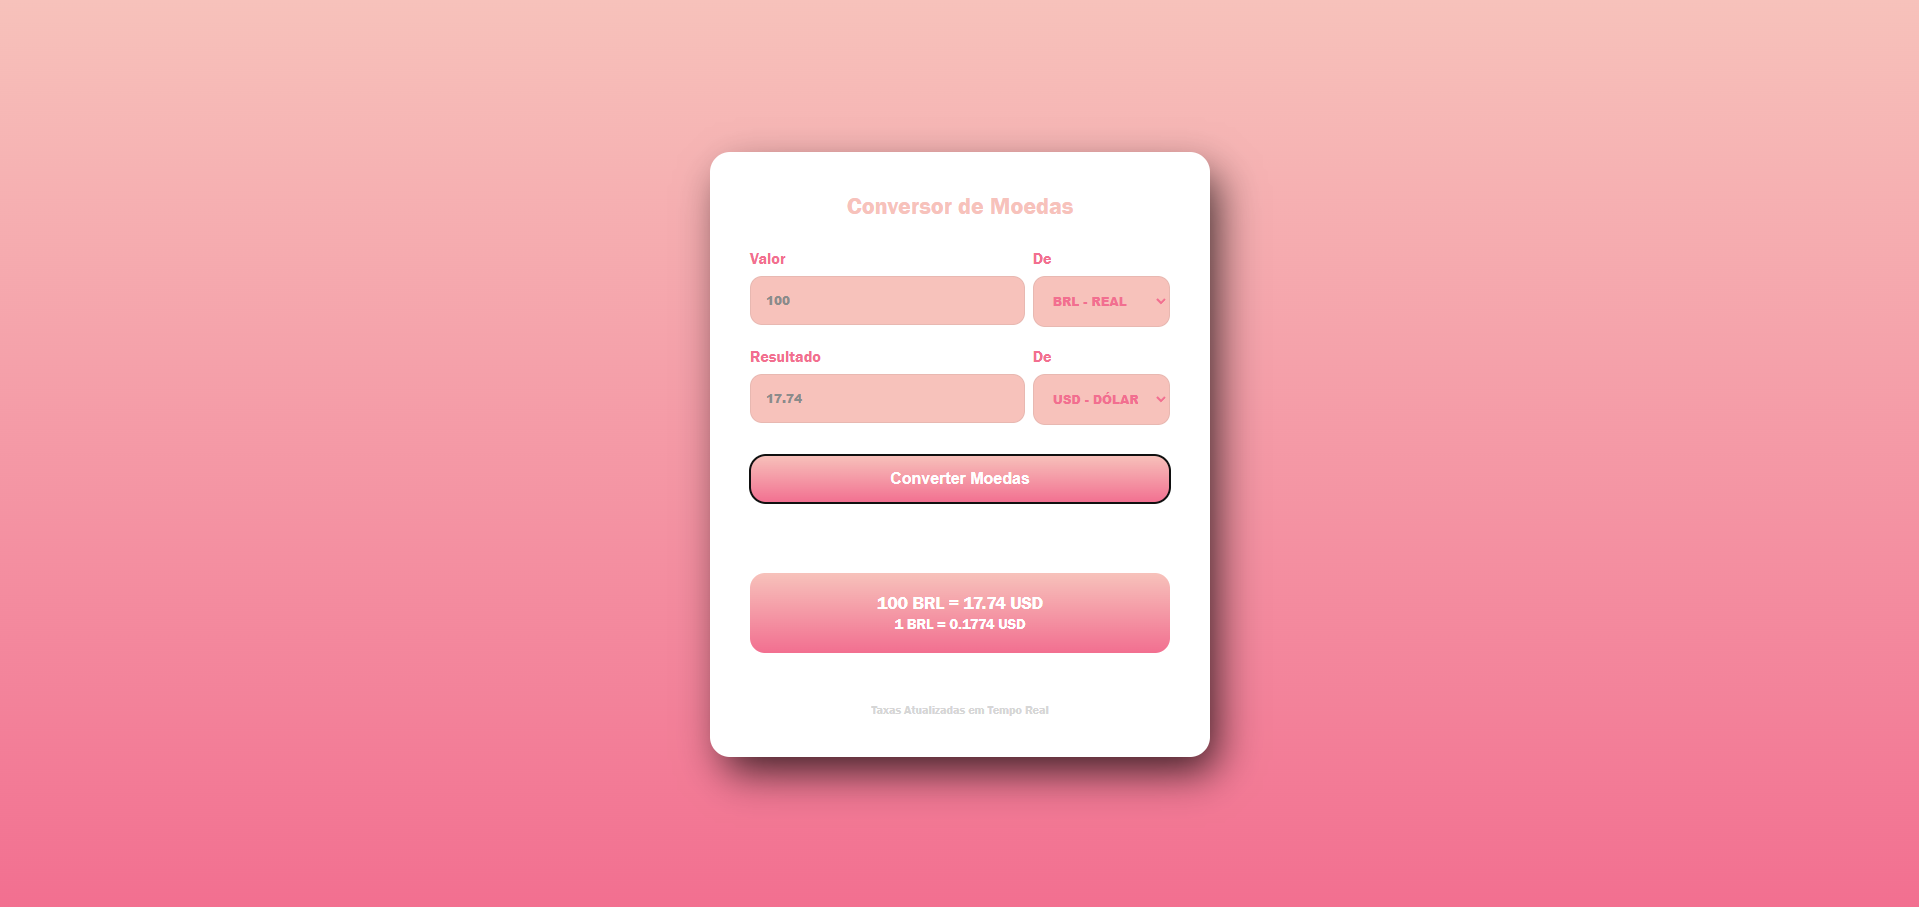 Conversor de Moedas
Valor
De
100
BRL - REAL
Resultado
De
17.74
USD - DÓLAR
Converter Moedas
100 BRL = 17.74 USD
1 BRL = 0.1774 USD
Taxas Atualizadas em Tempo Real